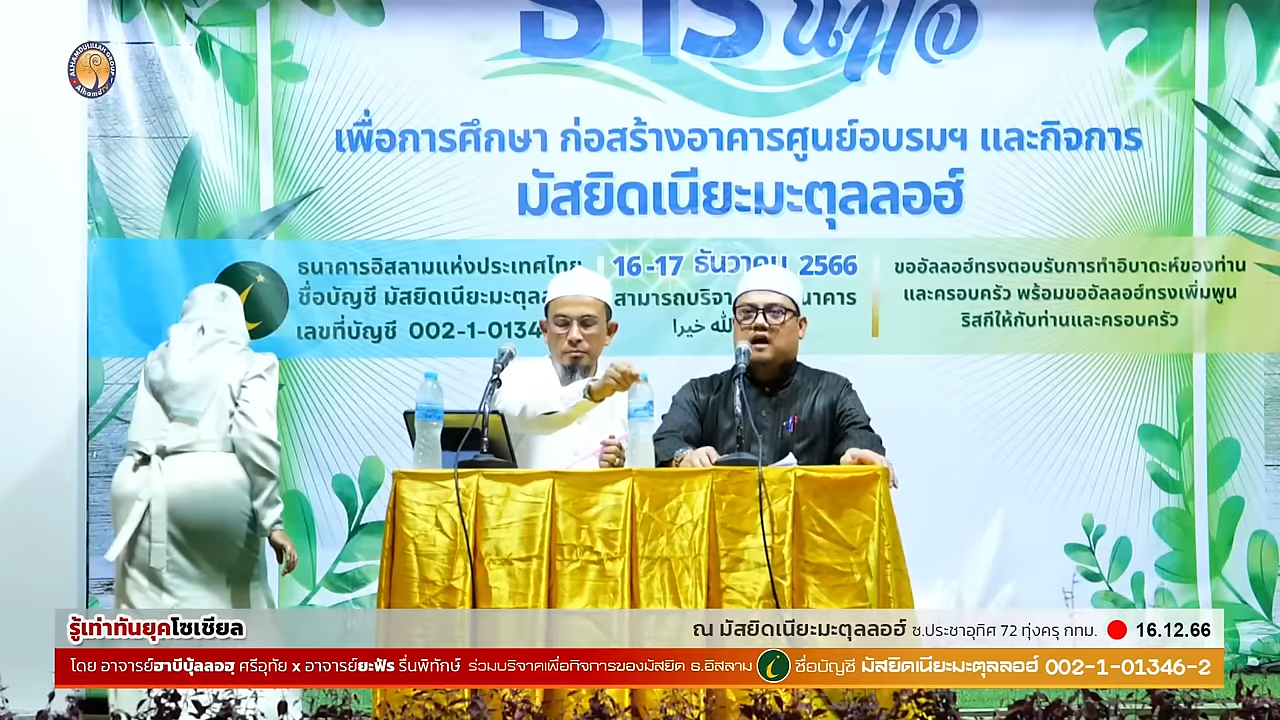 ธารน้ำใจ
เพื่อการศึกษา ก่อสร้างอาคารศูนย์อบรมฯ และกิจการ
มัสยิดเนียะมะตุลลอฮ์
ธนาคารอิสลามแห่งประเทศไทย
ชื่อบัญชี มัสยิดเนียะมะตุลล
เลขที่บัญชี 002-1-0134
16-17 ธันวาคม 2566
สามารถบริจา นาคาร
الله خيرا
ขออัลลอฮ์ทรงตอบรับการทำอิบาดะห์ของท่าน
และครอบครัว พร้อมขออัลลอฮ์ทรงเพิ่มพูน
ริสกีให้กับท่านและครอบครัว
ALHAMDULILLAH GROUP
AlhamdTV
รู้เท่าทันยุคโซเชียล
ณ มัสยิดเนียะมะตุลลอฮ์ ซ.ประชาอุทิศ 72 ทุ่งครุ กทม. 16.12.66
โดย อาจารย์ฮาบีบุ้ลลอฮฺ ศรีอุทัย x อาจารย์ยะฟัร รื่นพิทักษ์ ร่วมบริจาคเพื่อกิจการของมัสยิด ธ.อิสลาม ชื่อบัญชี มัสยิดเนียะมะตุลลอฮ์ 002-1-01346-2